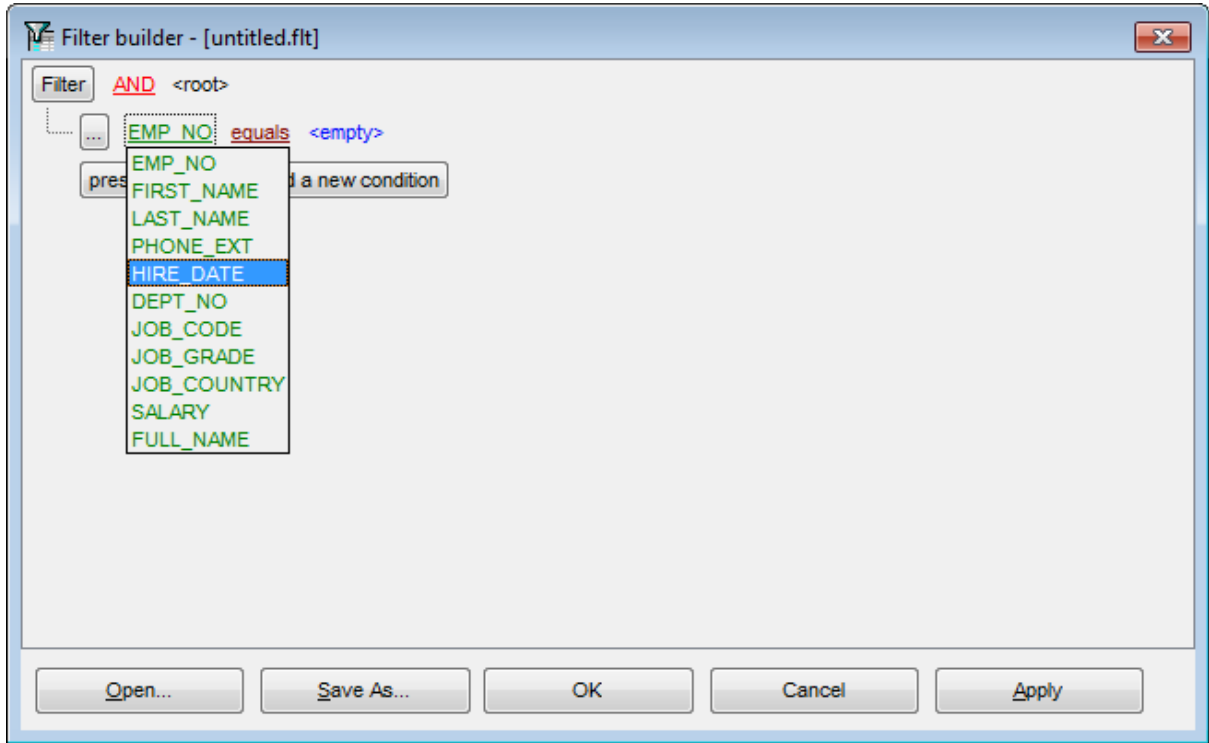 Filter builder - [untitled.flt]
Filter AND <root>
... EMP_NO equals <empty>
EMP_NO
pres d a new condition
FIRST_NAME
LAST_NAME
PHONE_EXT
HIRE_DATE
DEPT_NO
JOB_CODE
JOB_GRADE
JOB_COUNTRY
SALARY
FULL_NAME
Open... Save As... OK Cancel Apply